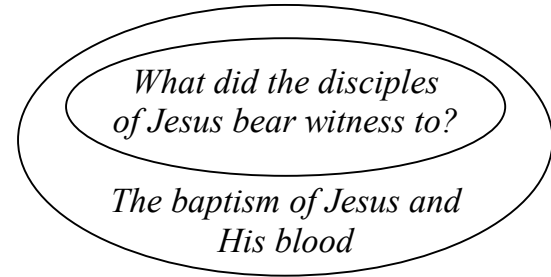 What did the disciples
of Jesus bear witness to?
The baptism of Jesus and
His blood